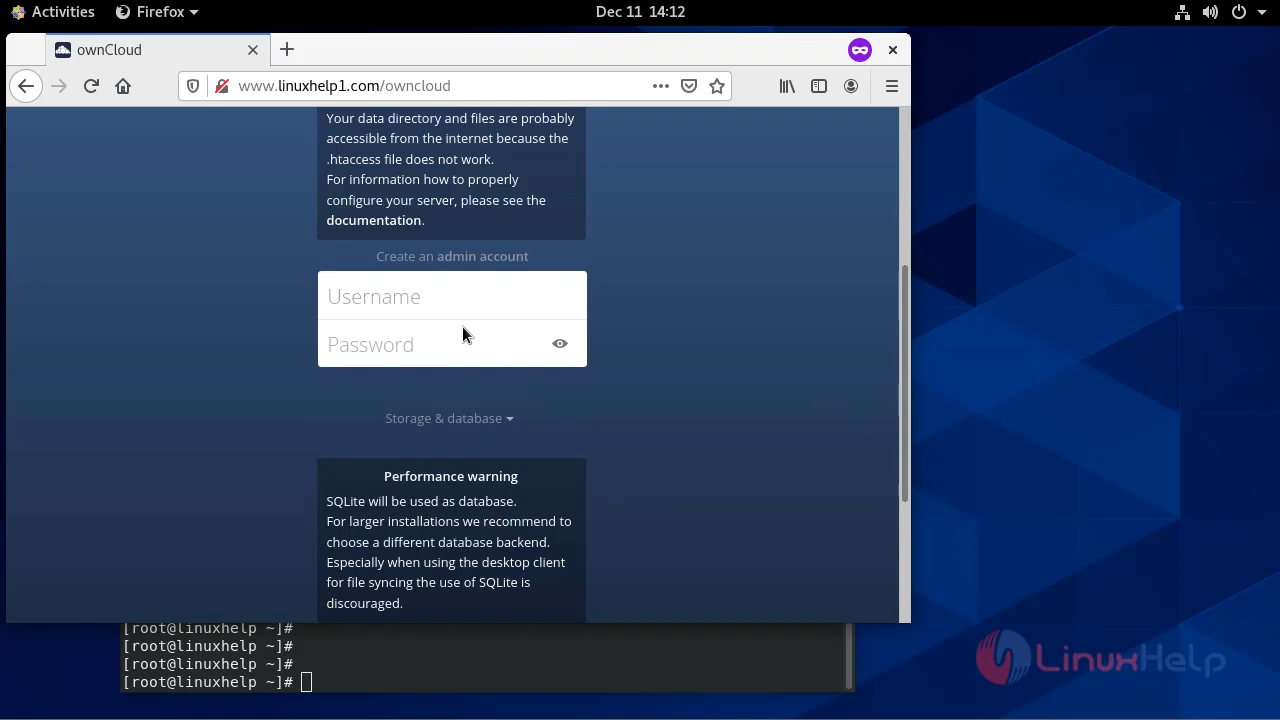 Activities Firefox Dec 11 14:12
ownCloud
www.linuxhelp1.com/owncloud
Your data directory and files are probably
accessible from the internet because the
.htaccess file does not work.
For information how to properly
configure your server, please see the
documentation.
Create an admin account
Username
Password
Storage & database
Performance warning
SQLite will be used as database.
For larger installations we recommend to
choose a different database backend.
Especially when using the desktop client
for file syncing the use of SQLite is
discouraged.
[root@linuxhelp ~]#
[root@linuxhelp ~]#
[root@linuxhelp ~]#
[root@linuxhelp ~]#
LinuxHelp